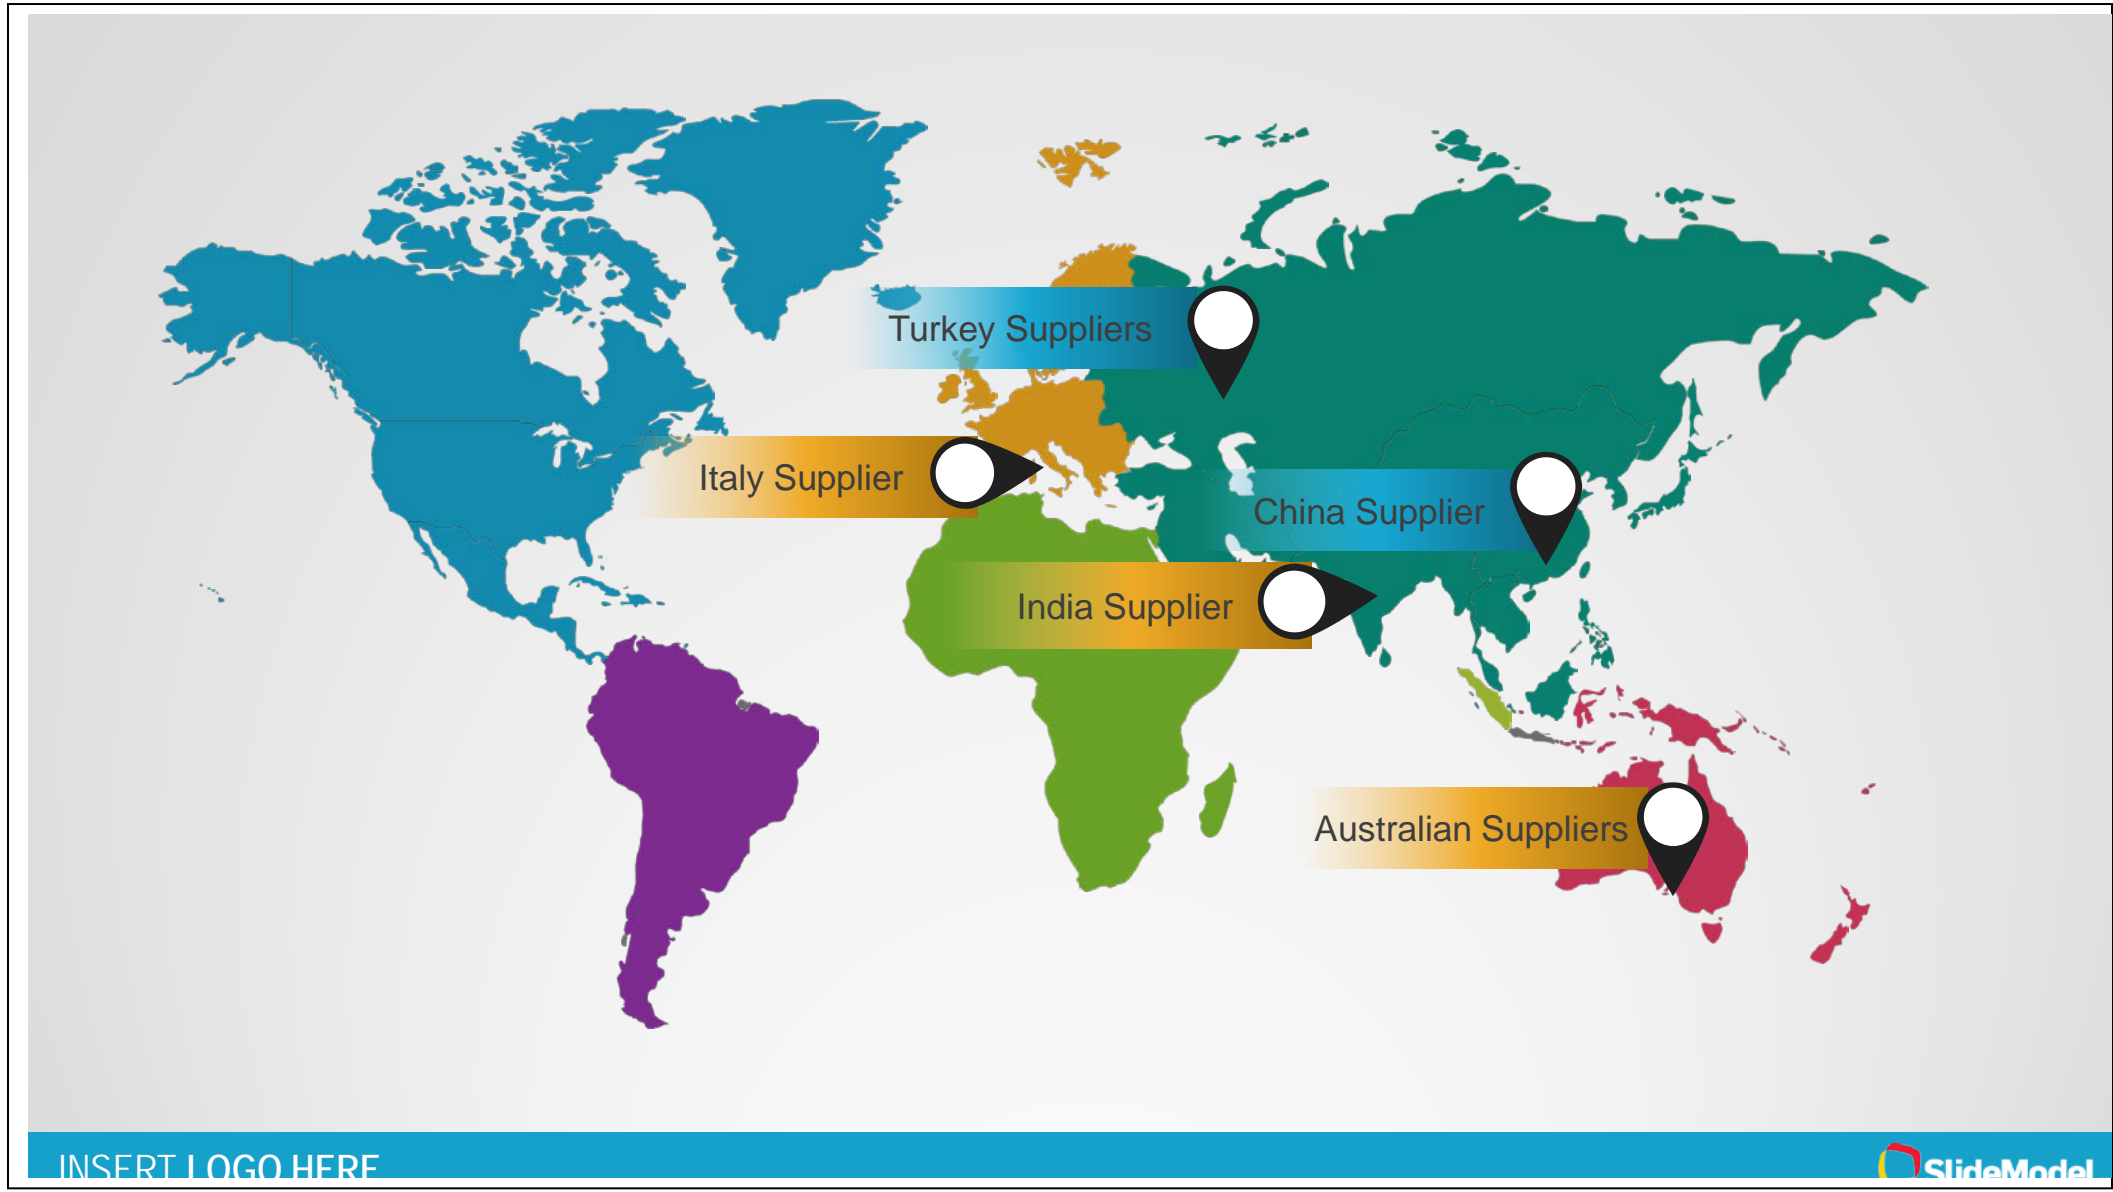 Turkey Suppliers
Italy Supplier
China Supplier
India Supplier
Australian Suppliers
INSERT LOGO HERE
SlideModel